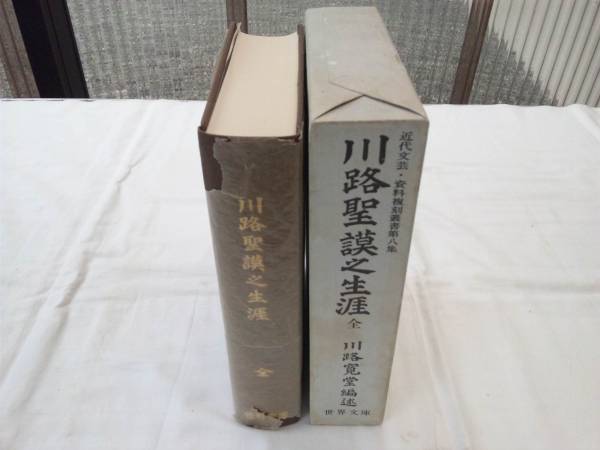 川路聖謨之生涯
全
近代文芸・資料複刻叢書第八集
川路聖謨之生涯 全
川路寛堂編述
世界文庫